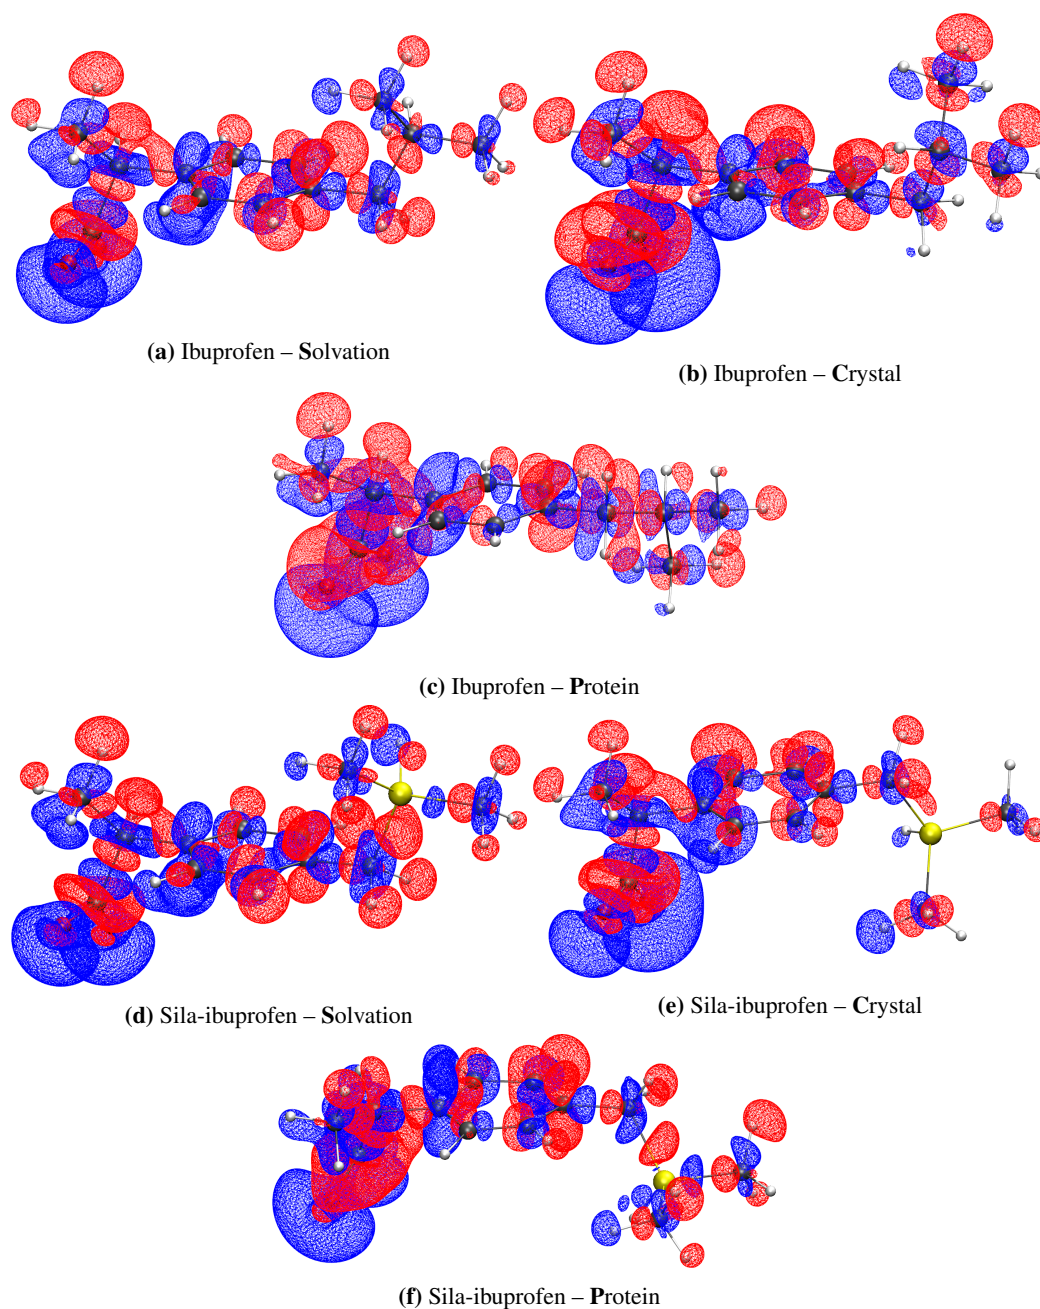 (a) Ibuprofen – Solvation
(b) Ibuprofen – Crystal
(c) Ibuprofen – Protein
(d) Sila-ibuprofen – Solvation
(e) Sila-ibuprofen – Crystal
(f) Sila-ibuprofen – Protein